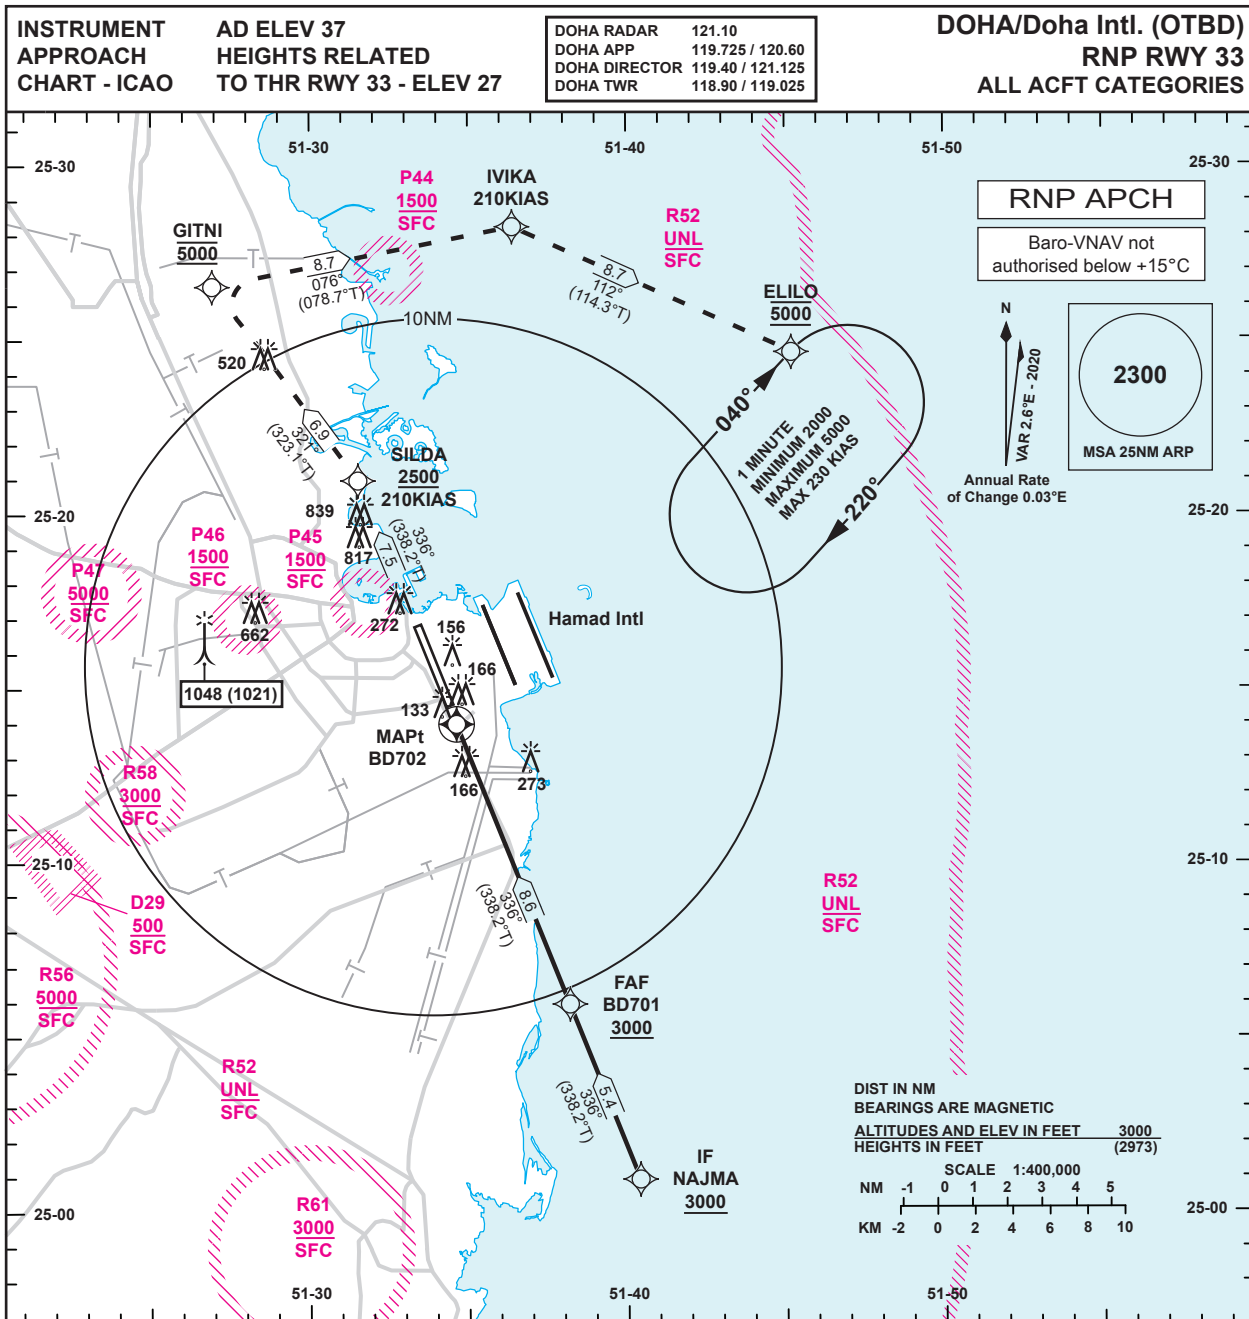 INSTRUMENT
APPROACH
CHART - ICAO
AD ELEV 37
HEIGHTS RELATED
TO THR RWY 33 - ELEV 27
DOHA RADAR 121.10
DOHA APP 119.725 / 120.60
DOHA DIRECTOR 119.40 / 121.125
DOHA TWR 118.90 / 119.025
DOHA/Doha Intl. (OTBD)
RNP RWY 33
ALL ACFT CATEGORIES
51-30
51-40
51-50
25-30
25-30
P44
1500
SFC
IVIKA
210KIAS
RNP APCH
R52
UNL
SFC
GITNI
5000
Baro-VNAV not
authorised below +15°C
8.7
076°
(078.7°T)
8.7
112°
(114.3°T)
ELILO
5000
N
VAR 2.6°E - 2020
Annual Rate
of Change 0.03°E
2300
MSA 25NM ARP
10NM
520
040°
1 MINUTE
MINIMUM 2000
MAXIMUM 5000
MAX 230 KIAS
220°
6.9
321°
(323.1°T)
SILDA
2500
210KIAS
25-20
25-20
839
817
336°
(338.2°T)
7.5
P46
1500
SFC
P45
1500
SFC
P47
5000
SFC
662
272
156
Hamad Intl
166
1048 (1021)
133
MAPt
BD702
166
273
R58
3000
SFC
25-10
25-10
D29
500
SFC
8.6
336°
(338.2°T)
R52
UNL
SFC
R56
5000
SFC
FAF
BD701
3000
R52
UNL
SFC
5.4
336°
(338.2°T)
DIST IN NM
BEARINGS ARE MAGNETIC
ALTITUDES AND ELEV IN FEET 3000
HEIGHTS IN FEET (2973)
IF
NAJMA
3000
SCALE 1:400,000
NM -1 0 1 2 3 4 5
KM -2 0 2 4 6 8 10
R61
3000
SFC
25-00
25-00
51-30
51-40
51-50